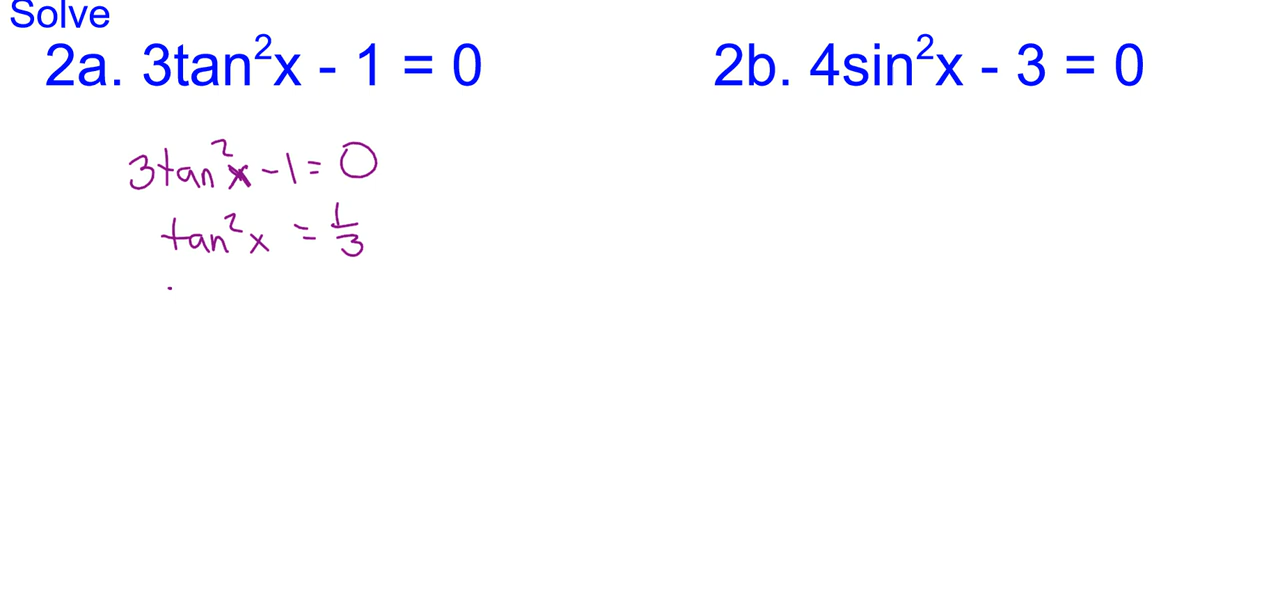 Solve
2a. 3tan²x - 1 = 0
2b. 4sin²x - 3 = 0
3tan²x - 1 = 0
tan²x = 1/3